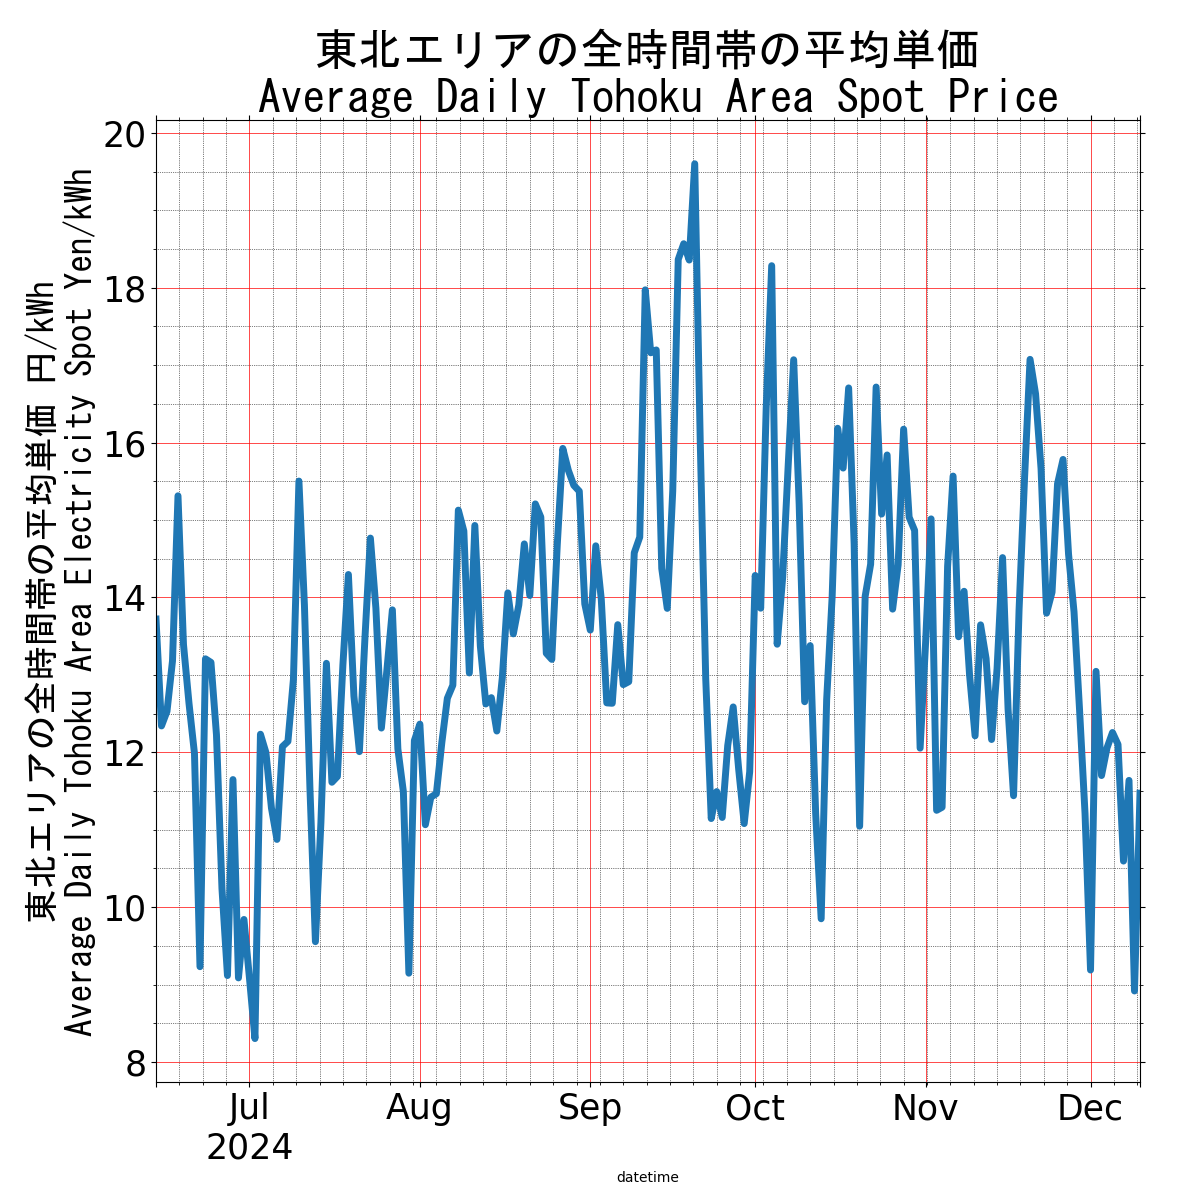 東北エリアの全時間帯の平均単価
Average Daily Tohoku Area Spot Price
東北エリアの全時間帯の平均単価 円/kWh
Average Daily Tohoku Area Electricity Spot Yen/kWh
20
18
16
14
12
10
8
Jul Aug Sep Oct Nov Dec
2024
datetime